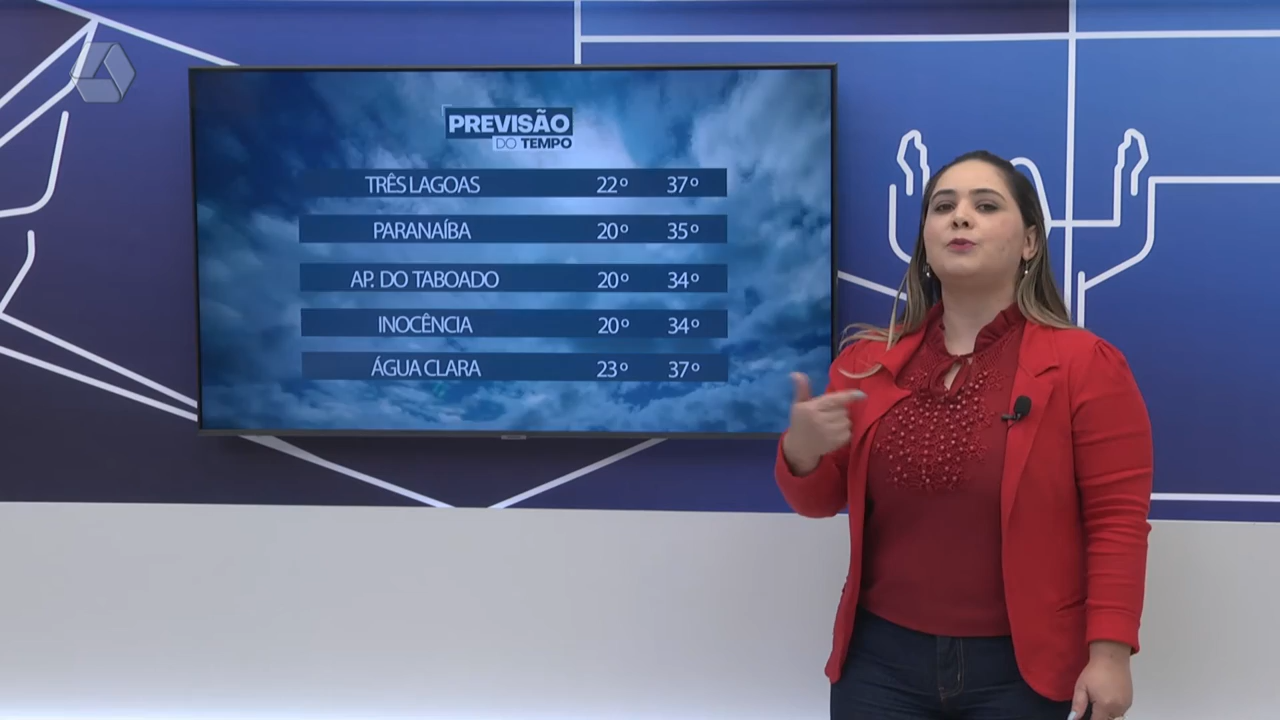 PREVISÃO
DO TEMPO
TRÊS LAGOAS 22º 37º
PARANAÍBA 20º 35º
AP. DO TABOADO 20º 34º
INOCÊNCIA 20º 34º
ÁGUA CLARA 23º 37º